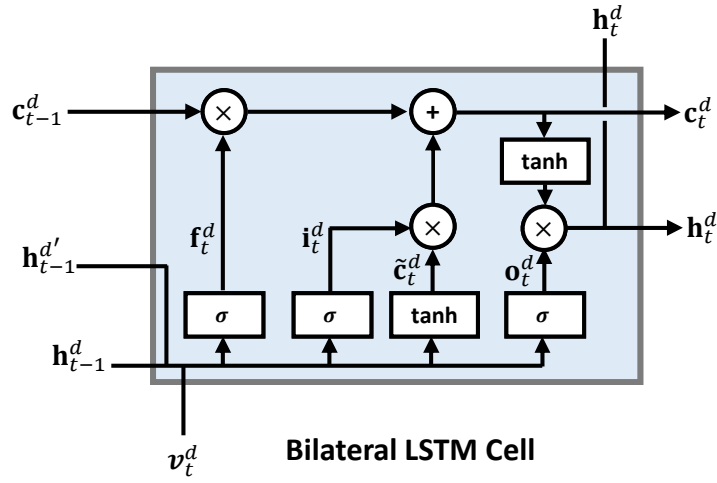 𝐡_t^d
𝐜_{t−1}^d × + 𝐜_t^d
tanh
𝐟_t^d 𝐢_t^d × × 𝐡_t^d
𝐡_{t−1}^{d′} 𝐜̃_t^d 𝐨_t^d
σ σ tanh σ
𝐡_{t−1}^d
𝒗_t^d
Bilateral LSTM Cell